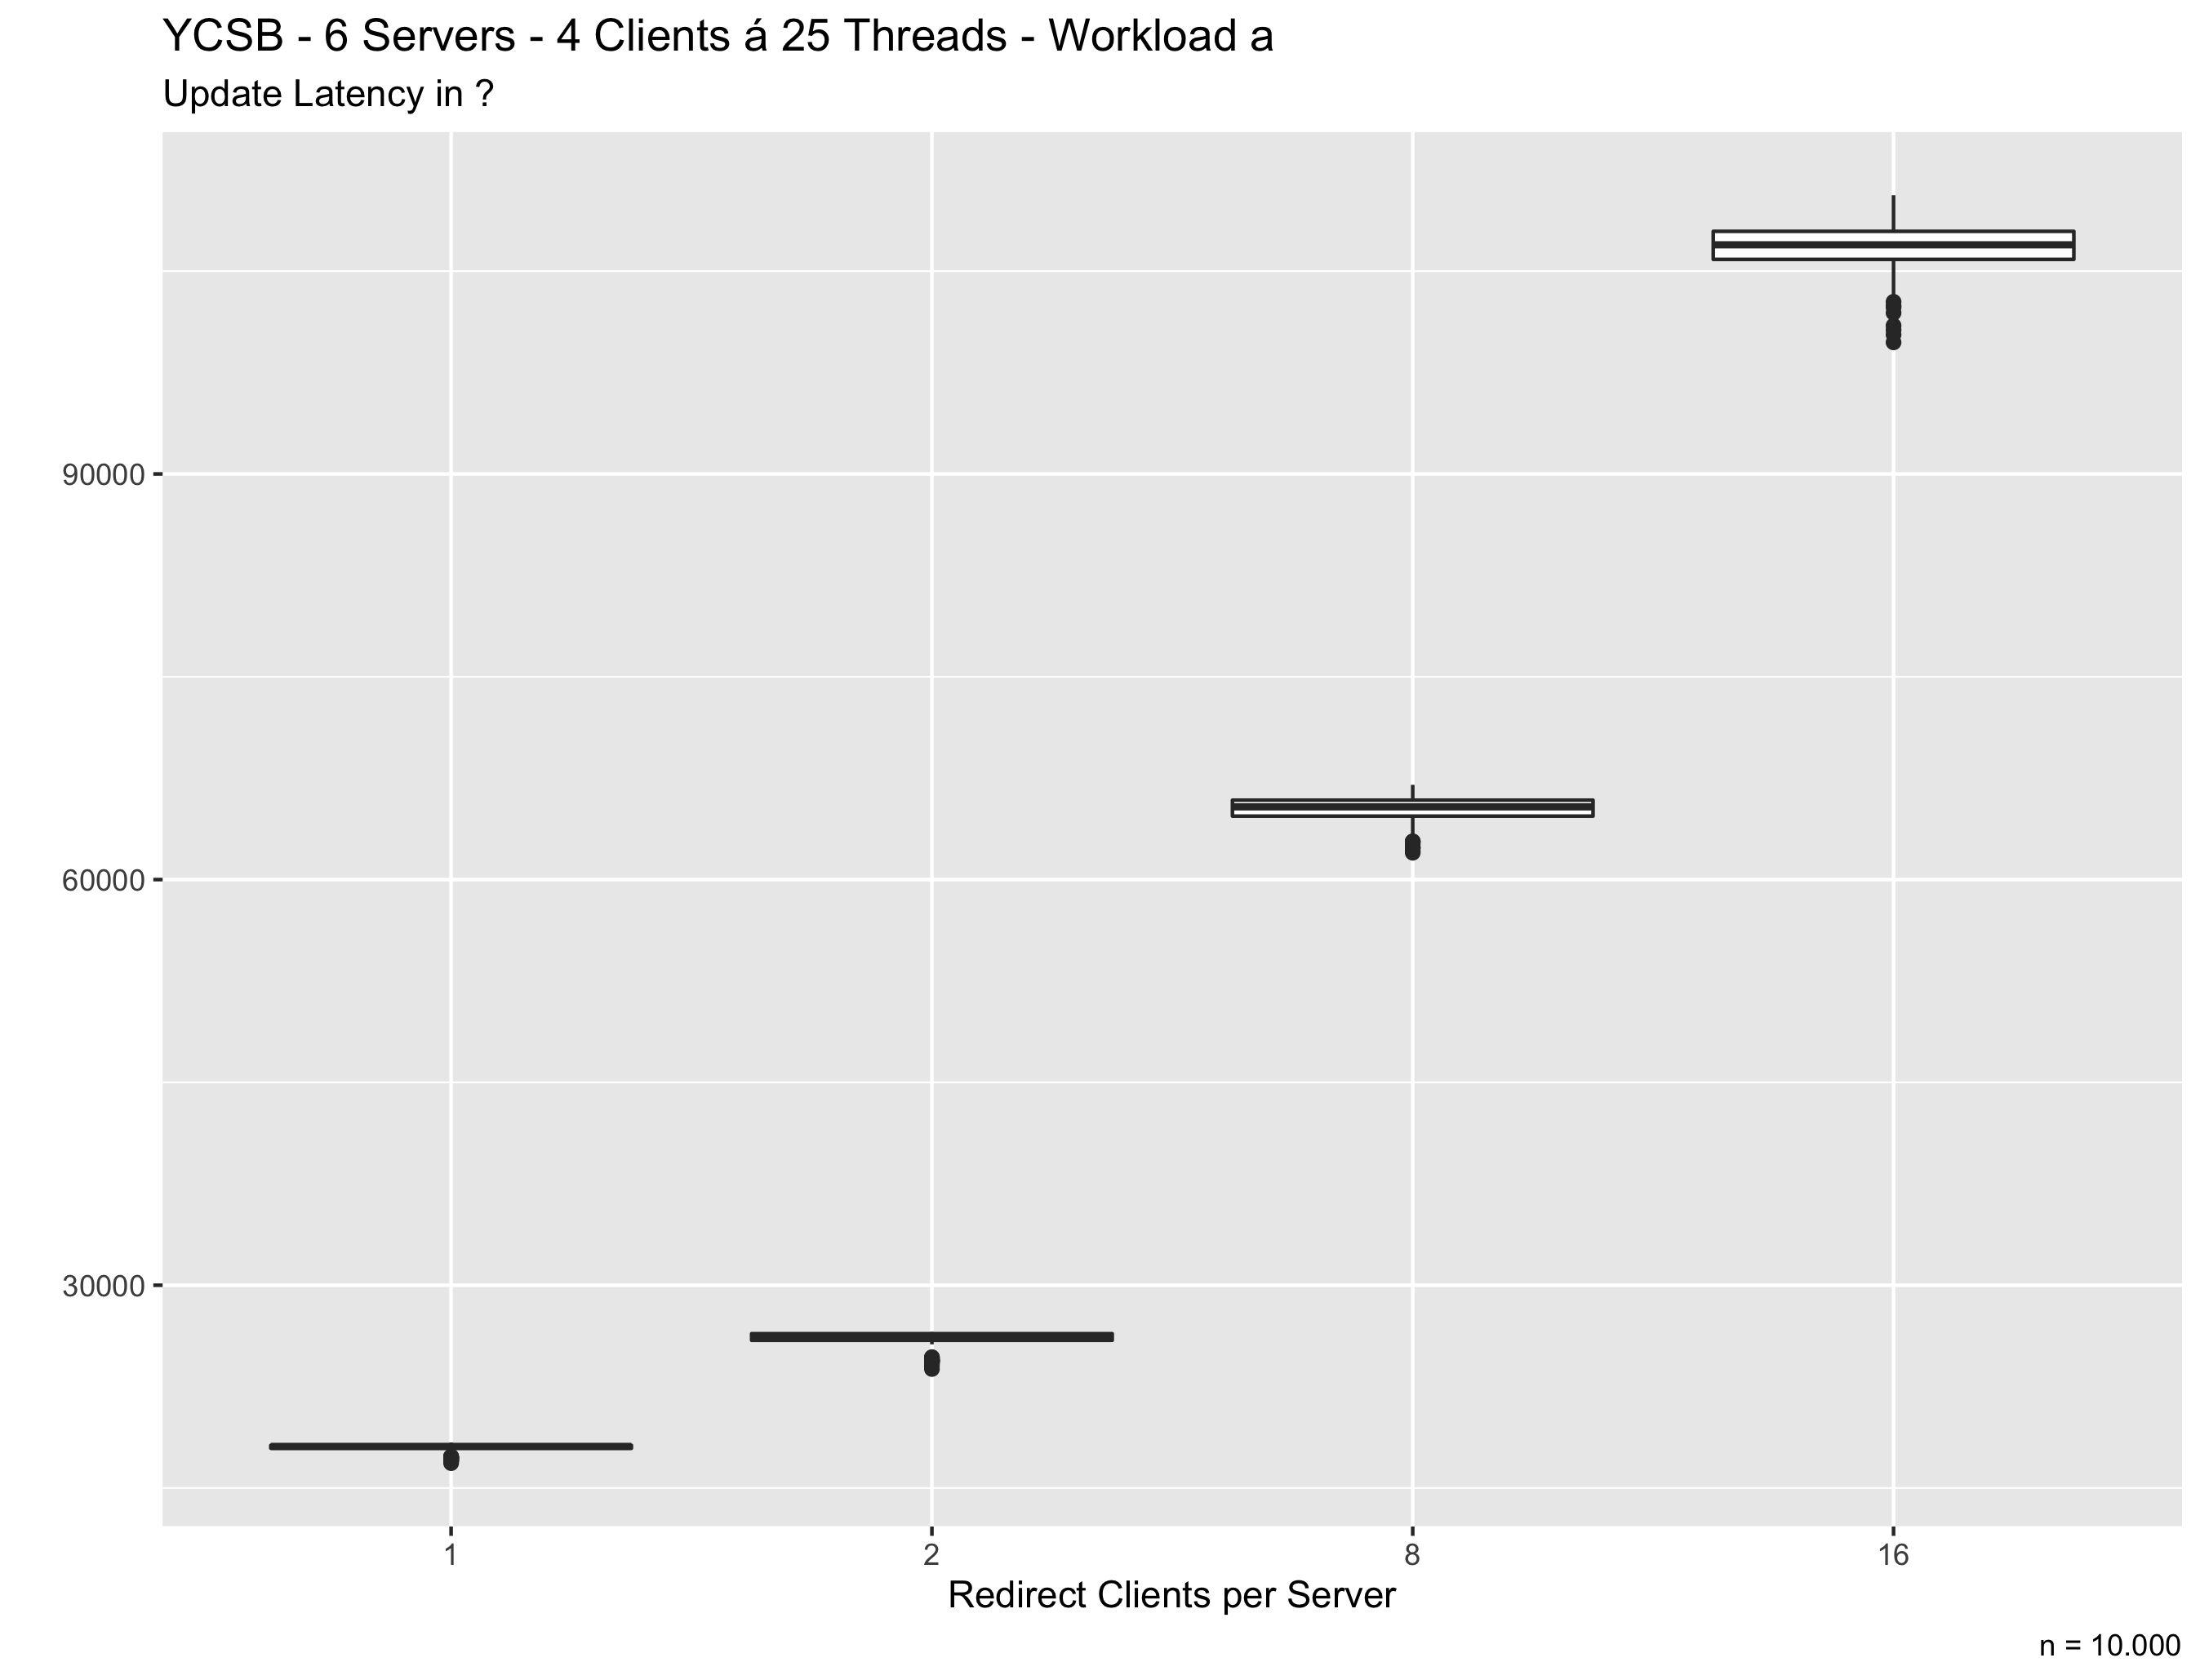 YCSB - 6 Servers - 4 Clients á 25 Threads - Workload a
Update Latency in ?
90000
60000
30000
1 2 8 16
Redirect Clients per Server
n = 10.000